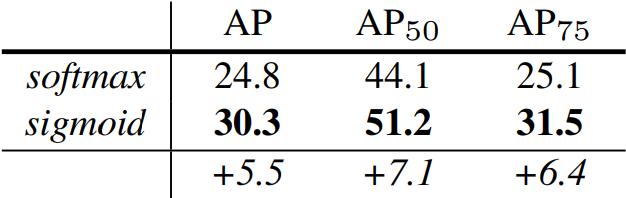 AP AP50 AP75
softmax 24.8 44.1 25.1
sigmoid 30.3 51.2 31.5
+5.5 +7.1 +6.4